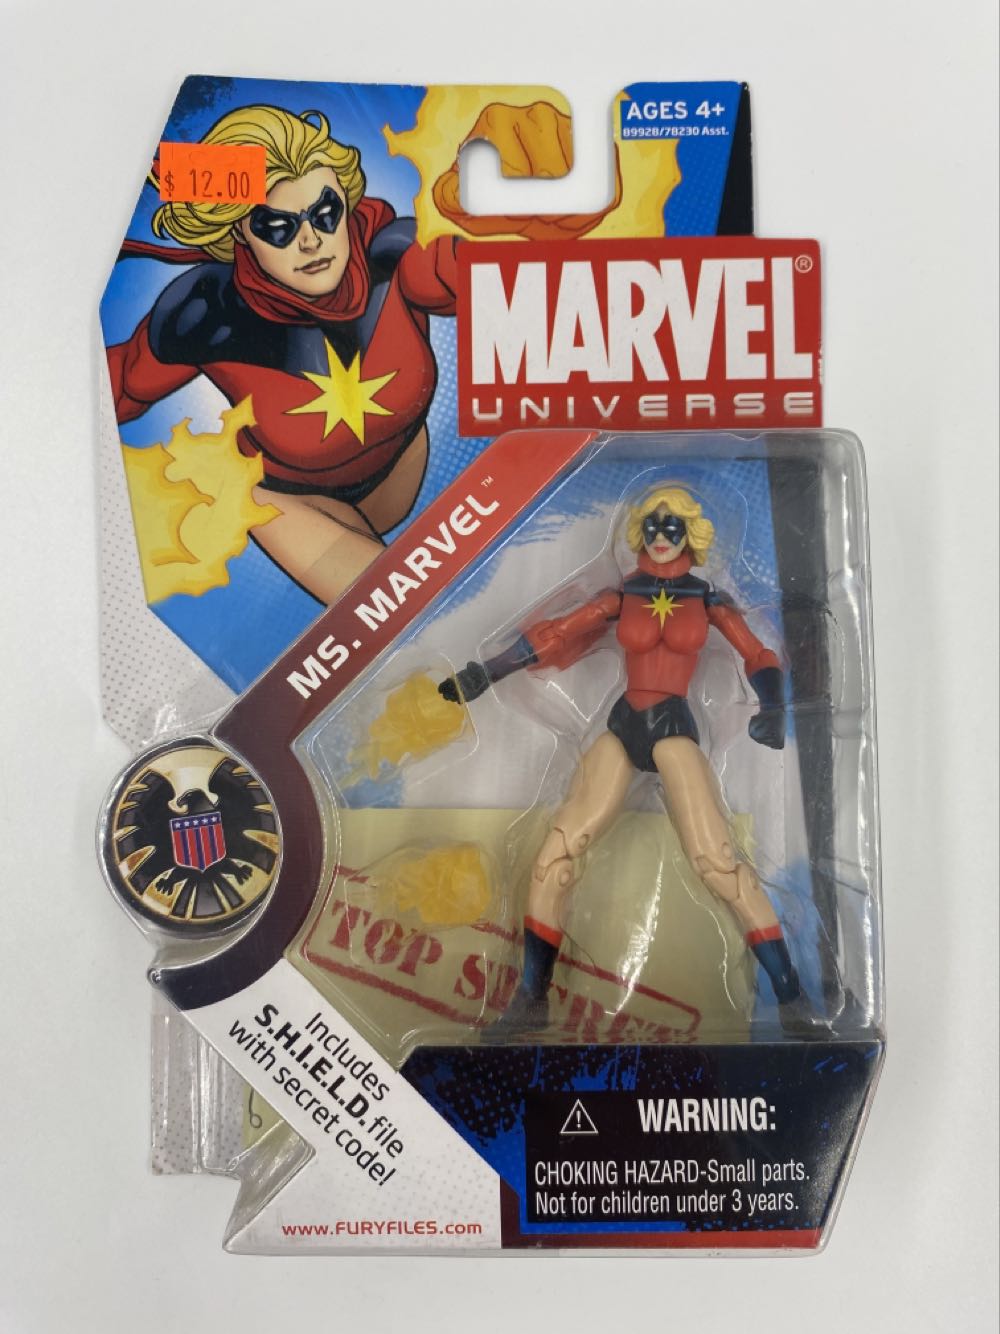 AGES 4+
89928/78230 Asst.
$ 12.00
MARVEL®
UNIVERSE
MS. MARVEL™
TOP SECRET
Includes
S.H.I.E.L.D. file
with secret code!
www.FURYFILES.com
WARNING:
CHOKING HAZARD-Small parts.
Not for children under 3 years.